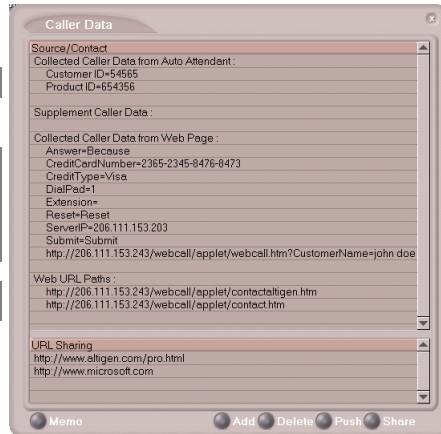 Caller Data
Source/Contact
Collected Caller Data from Auto Attendant :
Customer ID=54565
Product ID=654356
Supplement Caller Data :
Collected Caller Data from Web Page :
Answer=Because
CreditCardNumber=2365-2345-8476-8473
CreditType=Visa
DialPad=1
Extension=
Reset=Reset
ServerIP=206.111.153.203
Submit=Submit
http://206.111.153.243/webcall/applet/webcall.htm?CustomerName=john doe
Web URL Paths :
http://206.111.153.243/webcall/applet/contactaltigen.htm
http://206.111.153.243/webcall/applet/contact.htm
URL Sharing
http://www.altigen.com/pro.html
http://www.microsoft.com
Memo Add Delete Push Share